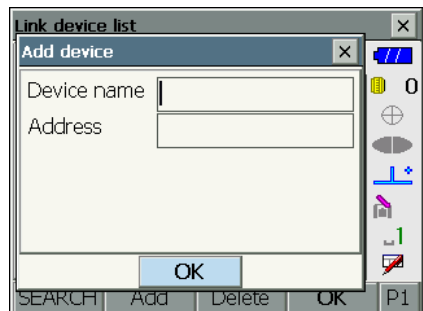 Link device list
Add device
Device name
Address
0
1
OK
SEARCH Add Delete OK P1